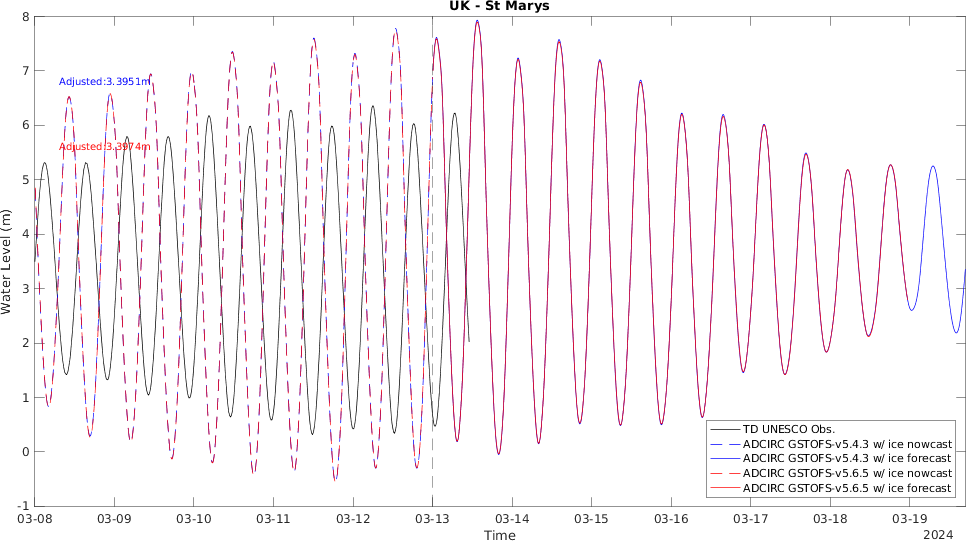 UK - St Marys
8
7
6
5
4
3
2
1
0
-1
Water Level (m)
Adjusted:3.3951m
Adjusted:3.3974m
TD UNESCO Obs.
ADCIRC GSTOFS-v5.4.3 w/ ice nowcast
ADCIRC GSTOFS-v5.4.3 w/ ice forecast
ADCIRC GSTOFS-v5.6.5 w/ ice nowcast
ADCIRC GSTOFS-v5.6.5 w/ ice forecast
03-08 03-09 03-10 03-11 03-12 03-13 03-14 03-15 03-16 03-17 03-18 03-19
Time
2024